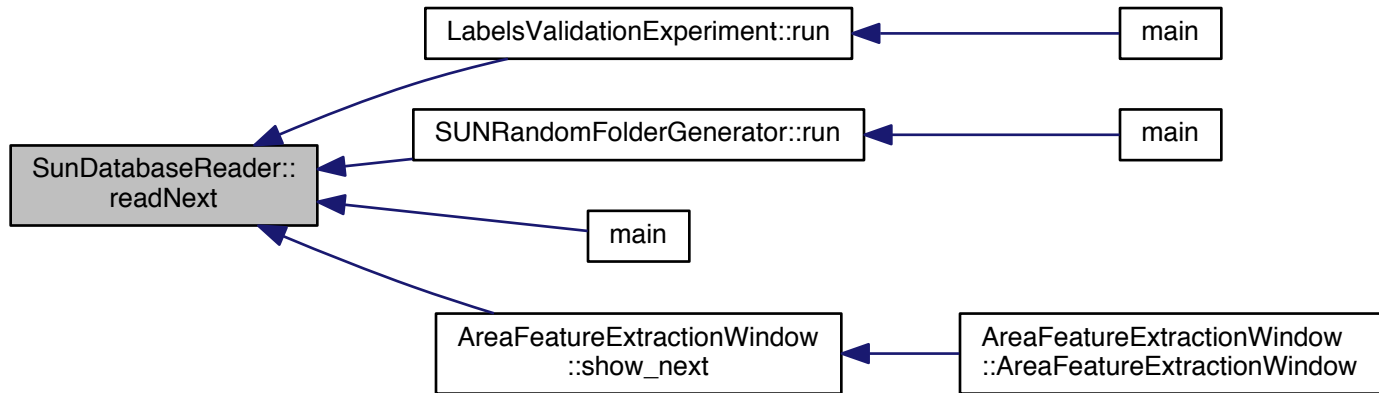 LabelsValidationExperiment::run
main
SUNRandomFolderGenerator::run
main
SunDatabaseReader::
readNext
main
AreaFeatureExtractionWindow
::show_next
AreaFeatureExtractionWindow
::AreaFeatureExtractionWindow